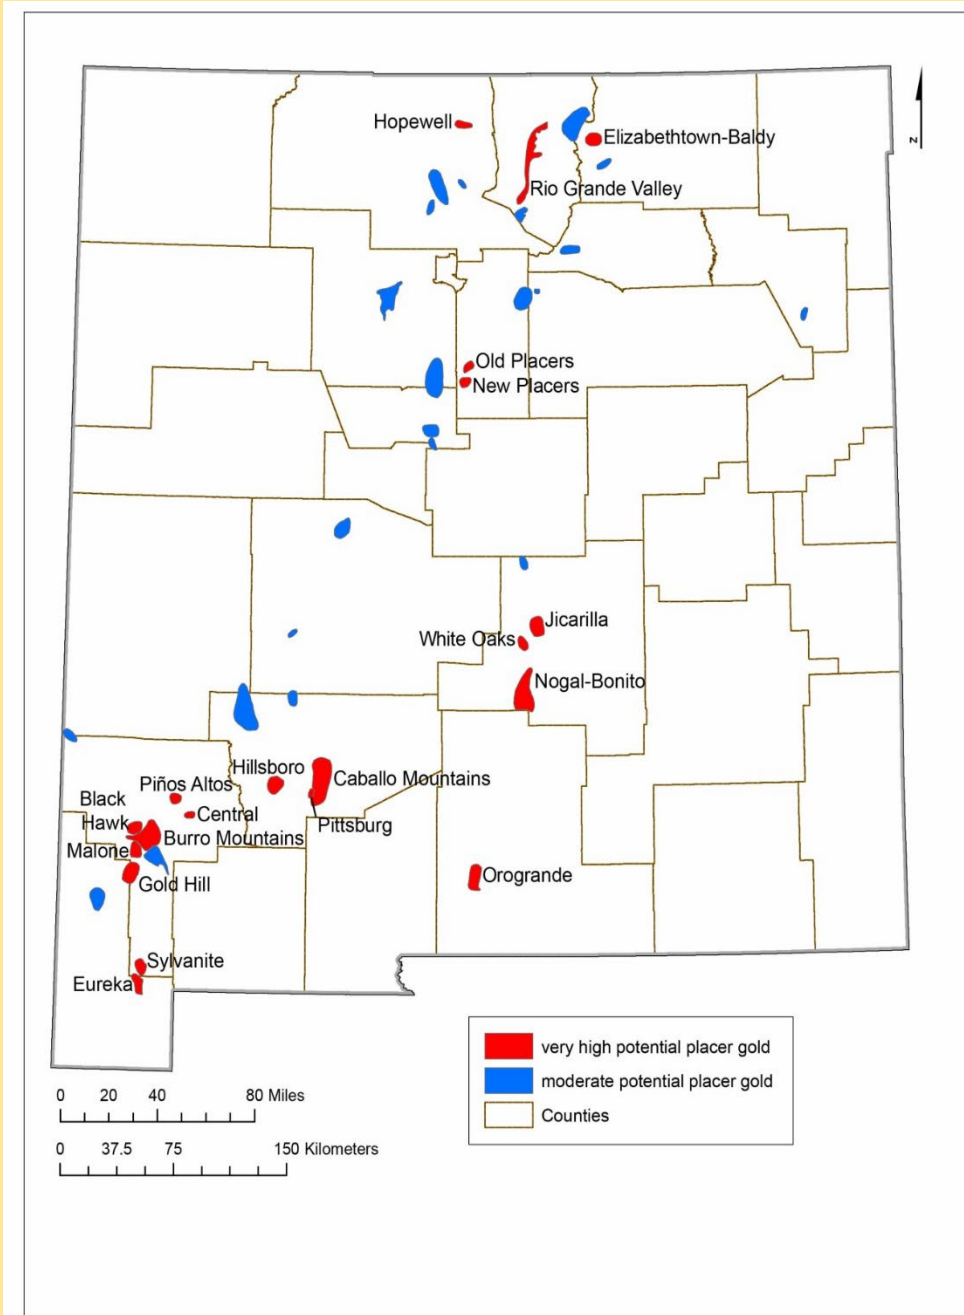 Hopewell
Elizabethtown-Baldy
N
Rio Grande Valley
Old Placers
New Placers
Jicarilla
White Oaks
Nogal-Bonito
Hillsboro
Caballo Mountains
Piños Altos
Black
Hawk
Central
Pittsburg
Burro Mountains
Malone
Gold Hill
Orogrande
Sylvanite
Eureka
very high potential placer gold
moderate potential placer gold
Counties
0 20 40 80 Miles
0 37.5 75 150 Kilometers